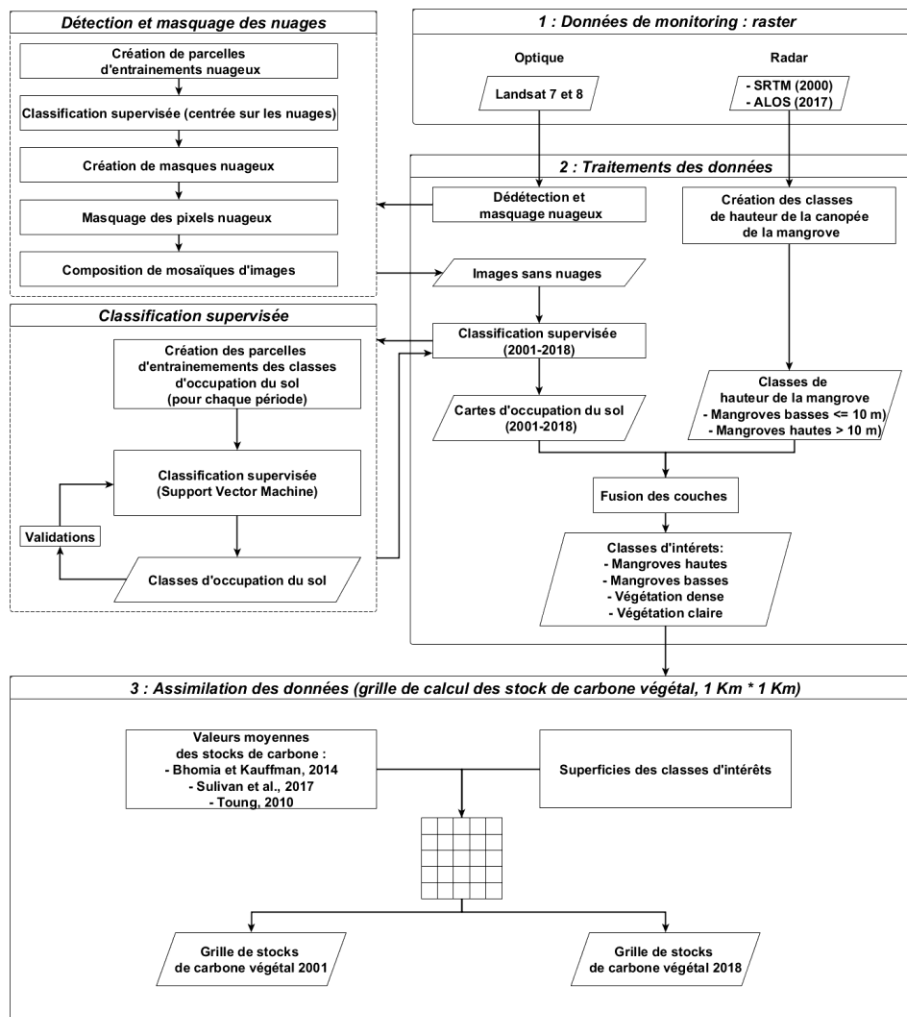 Détection et masquage des nuages
Création de parcelles
d'entrainements nuageux
Classification supervisée (centrée sur les nuages)
Création de masques nuageux
Masquage des pixels nuageux
Composition de mosaïques d'images
1 : Données de monitoring : raster
Optique
Radar
Landsat 7 et 8
- SRTM (2000)
- ALOS (2017)
2 : Traitements des données
Dédétection et
masquage nuageux
Création des classes
de hauteur de la canopée
de la mangrove
Images sans nuages
Classification supervisée
(2001-2018)
Cartes d'occupation du sol
(2001-2018)
Classes de
hauteur de la mangrove
- Mangroves basses <= 10 m)
- Mangroves hautes > 10 m)
Fusion des couches
Classes d'intérets:
- Mangroves hautes
- Mangroves basses
- Végétation dense
- Végétation claire
Classification supervisée
Création des parcelles
d'entrainements des classes
d'occupation du sol
(pour chaque période)
Classification supervisée
(Support Vector Machine)
Validations
Classes d'occupation du sol
3 : Assimilation des données (grille de calcul des stock de carbone végétal, 1 Km * 1 Km)
Valeurs moyennes
des stocks de carbone :
- Bhomia et Kauffman, 2014
- Sulivan et al., 2017
- Toung, 2010
Superficies des classes d'intérêts
Grille de stocks
de carbone végétal 2001
Grille de stocks
de carbone végétal 2018